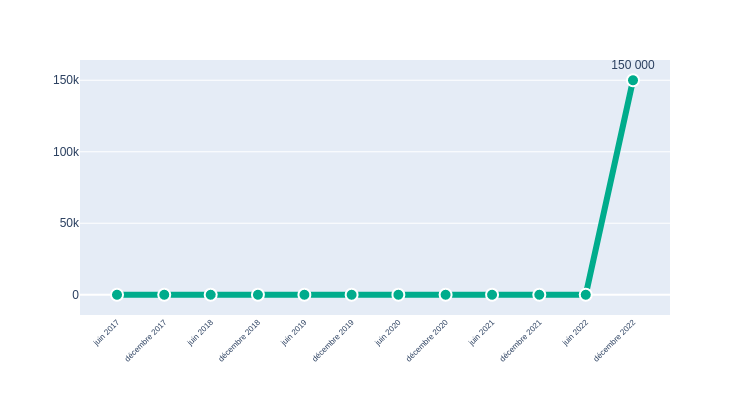 150 000
150k
100k
50k
0
juin 2017
décembre 2017
juin 2018
décembre 2018
juin 2019
décembre 2019
juin 2020
décembre 2020
juin 2021
décembre 2021
juin 2022
décembre 2022